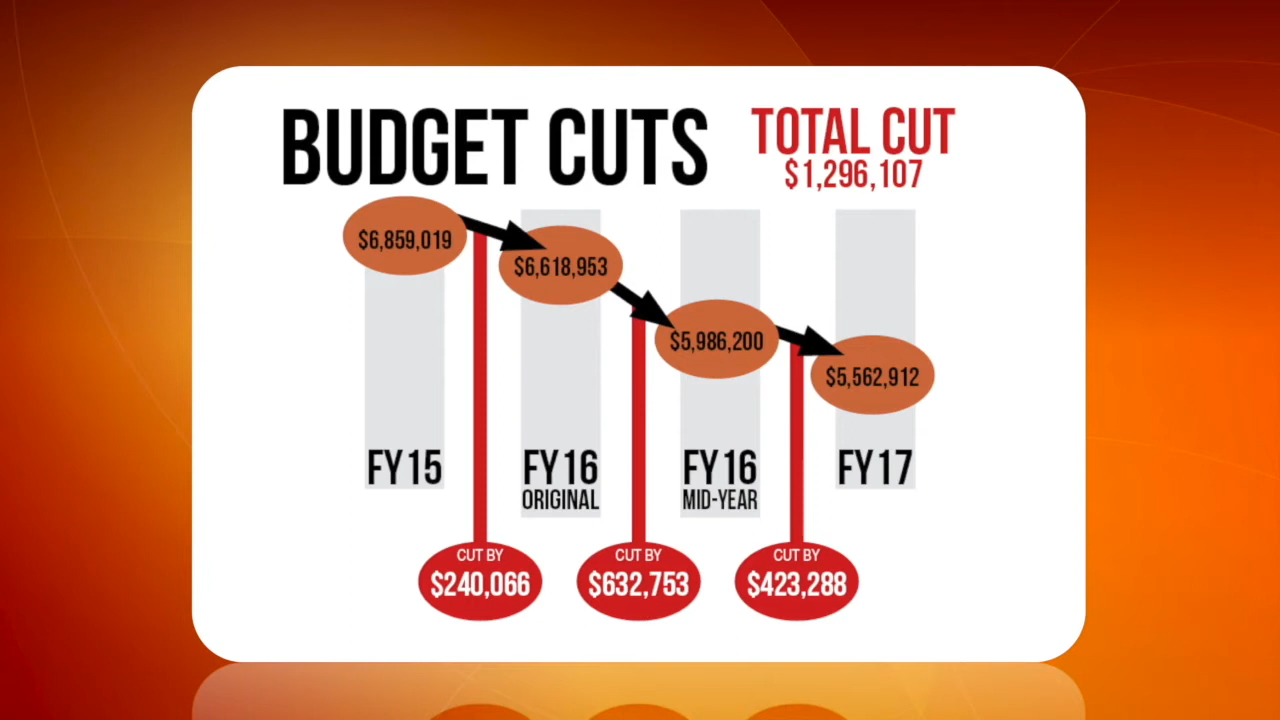 BUDGET CUTS
TOTAL CUT
$1,296,107
$6,859,019
$6,618,953
$5,986,200
$5,562,912
FY15
FY16
ORIGINAL
FY16
MID-YEAR
FY17
CUT BY
$240,066
CUT BY
$632,753
CUT BY
$423,288